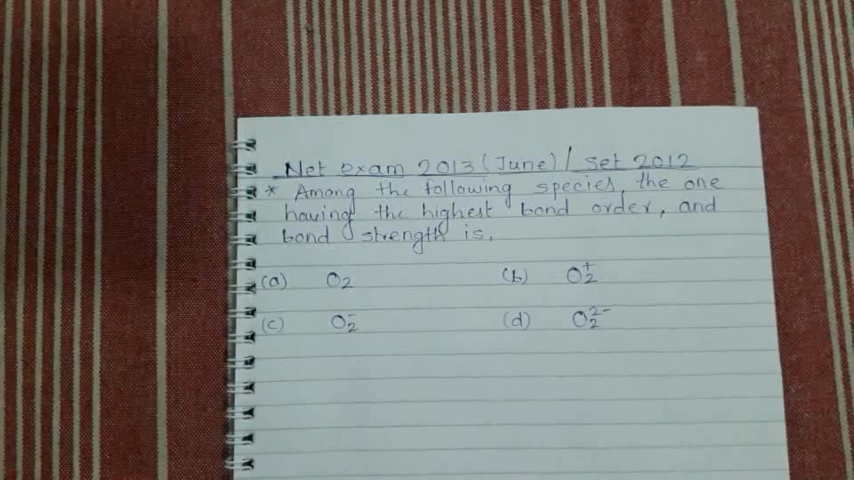 Net exam 2013 (June) / Set 2012
* Among the following species, the one
having the highest bond order, and
bond strength is,
(a) O₂ (b) O₂⁺
(c) O₂⁻ (d) O₂²⁻